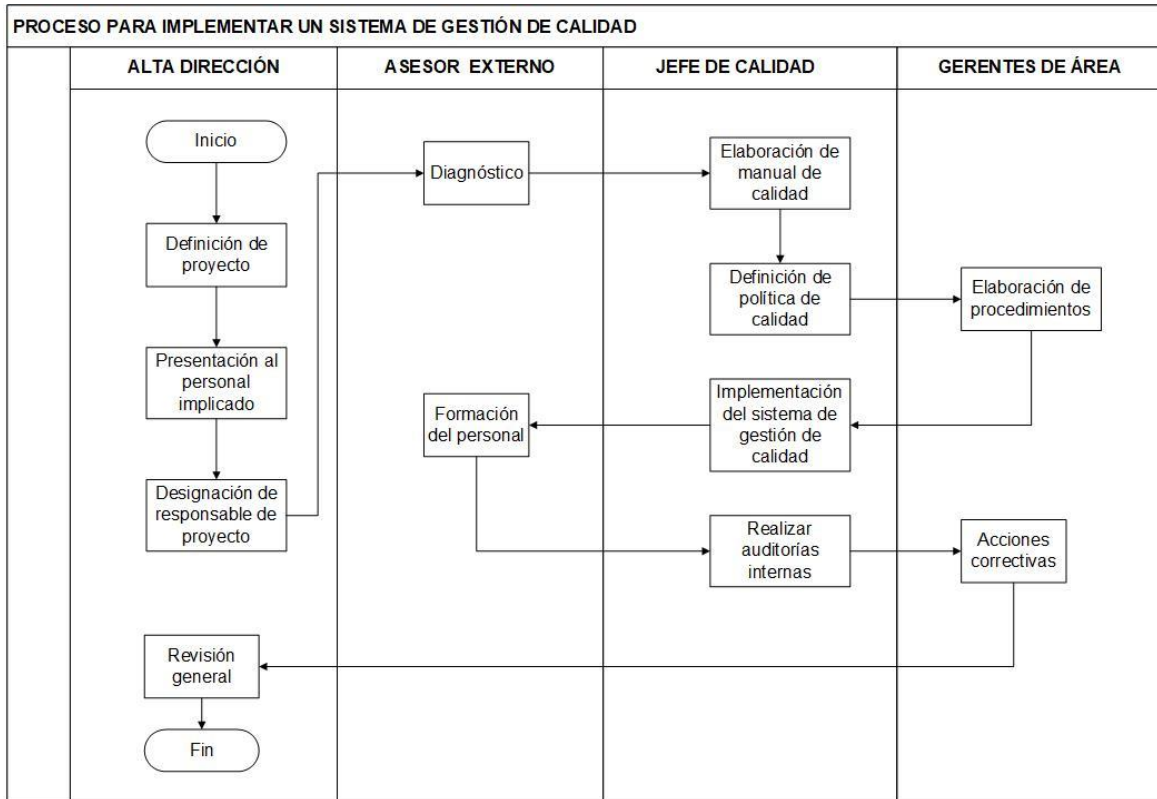 PROCESO PARA IMPLEMENTAR UN SISTEMA DE GESTIÓN DE CALIDAD
ALTA DIRECCIÓN
ASESOR EXTERNO
JEFE DE CALIDAD
GERENTES DE ÁREA
Inicio
Definición de
proyecto
Presentación al
personal
implicado
Designación de
responsable de
proyecto
Diagnóstico
Elaboración de
manual de
calidad
Definición de
política de
calidad
Elaboración de
procedimientos
Implementación
del sistema de
gestión de
calidad
Formación
del personal
Realizar
auditorías
internas
Acciones
correctivas
Revisión
general
Fin